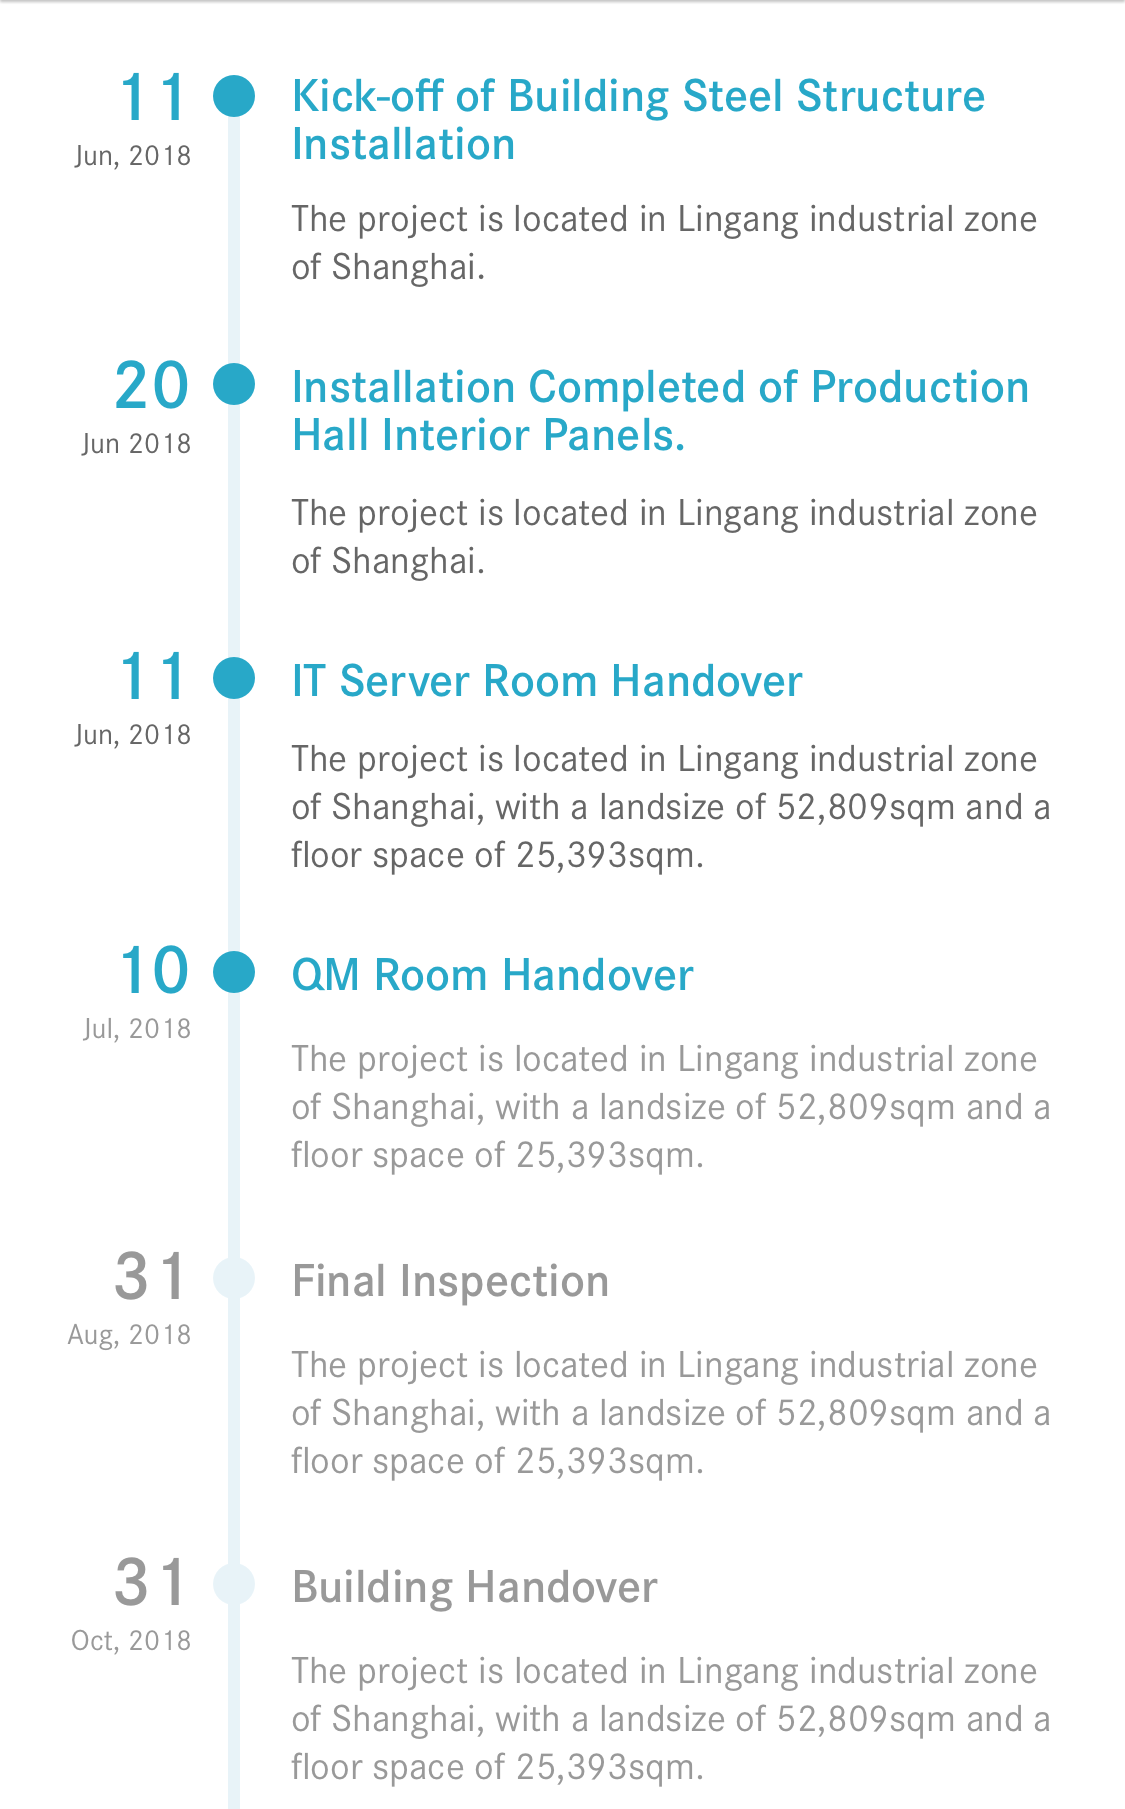 11
Jun, 2018
Kick-off of Building Steel Structure
Installation
The project is located in Lingang industrial zone
of Shanghai.
20
Jun 2018
Installation Completed of Production
Hall Interior Panels.
The project is located in Lingang industrial zone
of Shanghai.
11
Jun, 2018
IT Server Room Handover
The project is located in Lingang industrial zone
of Shanghai, with a landsize of 52,809sqm and a
floor space of 25,393sqm.
10
Jul, 2018
QM Room Handover
The project is located in Lingang industrial zone
of Shanghai, with a landsize of 52,809sqm and a
floor space of 25,393sqm.
31
Aug, 2018
Final Inspection
The project is located in Lingang industrial zone
of Shanghai, with a landsize of 52,809sqm and a
floor space of 25,393sqm.
31
Oct, 2018
Building Handover
The project is located in Lingang industrial zone
of Shanghai, with a landsize of 52,809sqm and a
floor space of 25,393sqm.